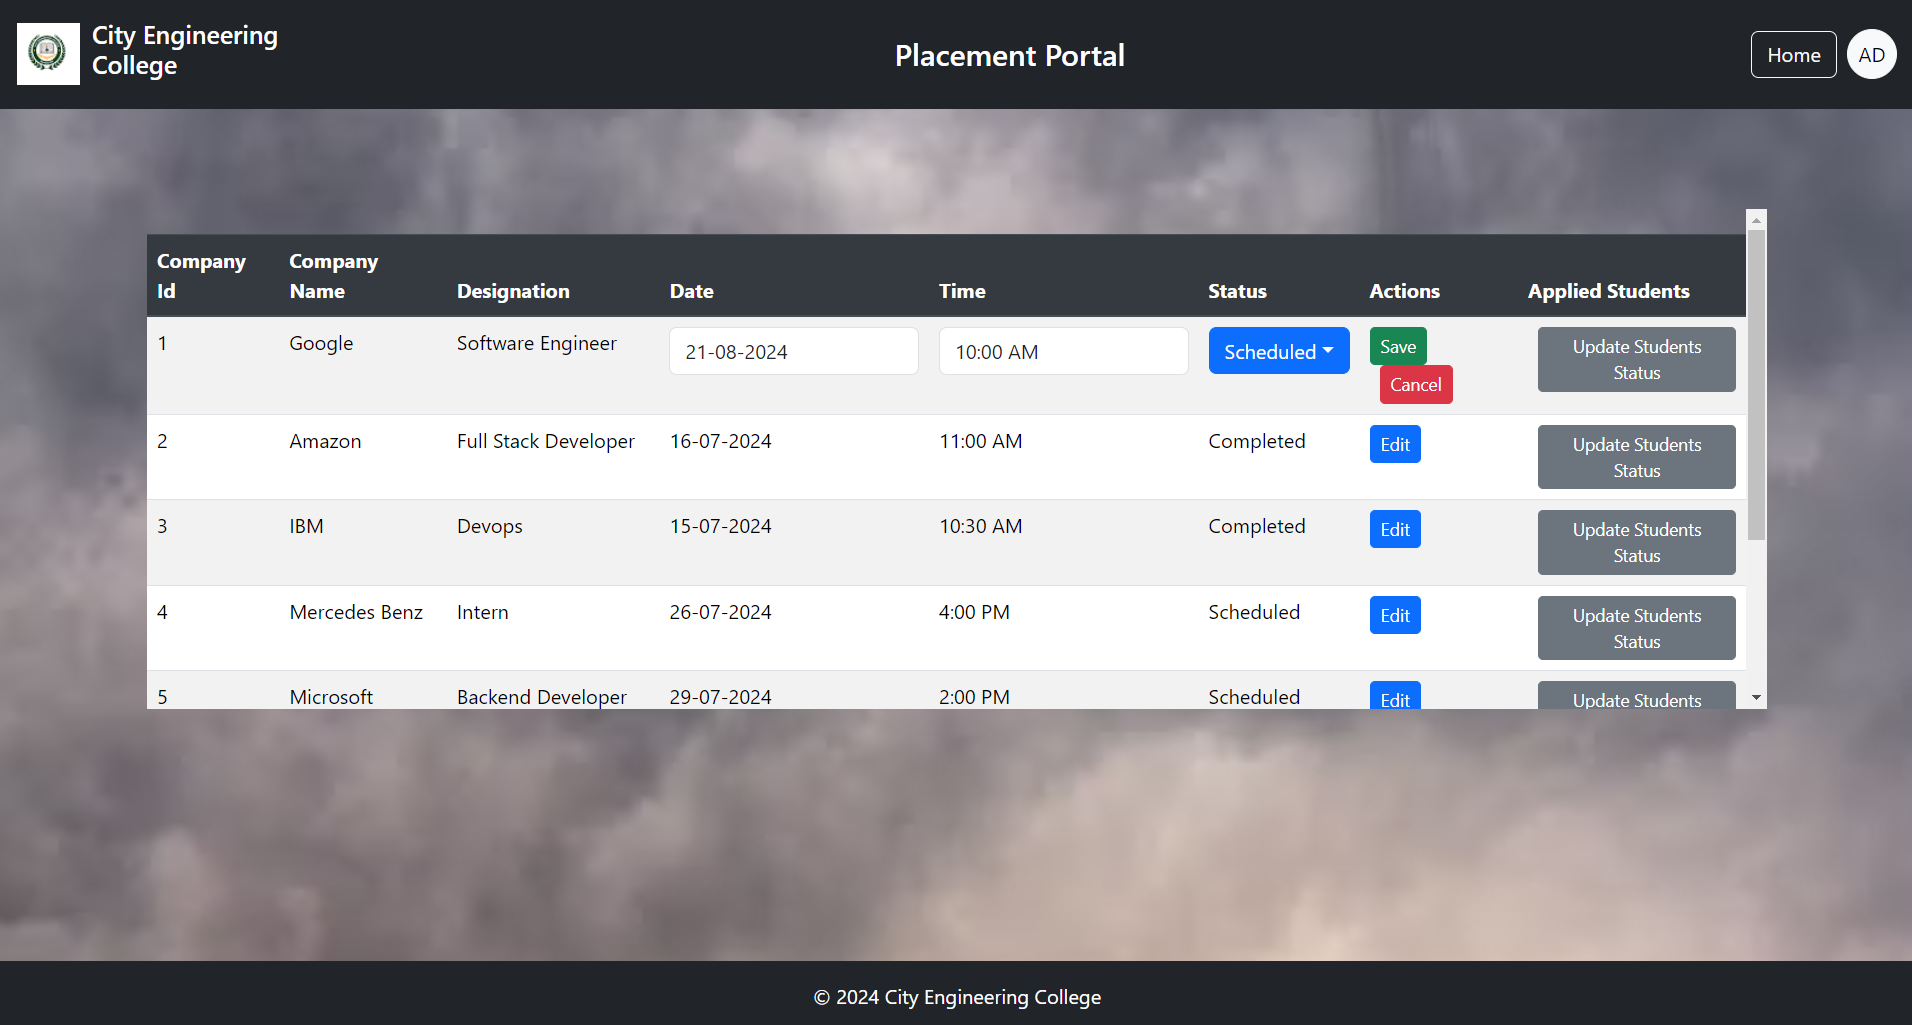 City Engineering
College
Placement Portal
Home
AD
Company Id
Company Name
Designation
Date
Time
Status
Actions
Applied Students
1
Google
Software Engineer
21-08-2024
10:00 AM
Scheduled
Save
Cancel
Update Students
Status
2
Amazon
Full Stack Developer
16-07-2024
11:00 AM
Completed
Edit
Update Students
Status
3
IBM
Devops
15-07-2024
10:30 AM
Completed
Edit
Update Students
Status
4
Mercedes Benz
Intern
26-07-2024
4:00 PM
Scheduled
Edit
Update Students
Status
5
Microsoft
Backend Developer
29-07-2024
2:00 PM
Scheduled
Edit
Update Students
© 2024 City Engineering College